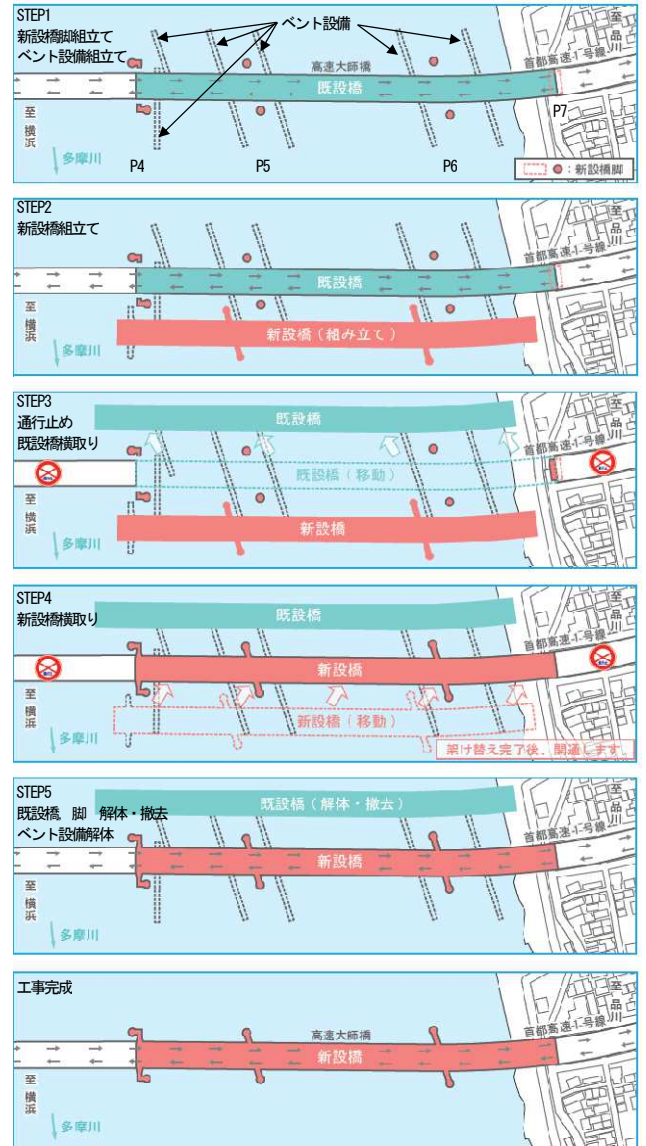 STEP1
新設橋脚組立て
ベント設備組立て
ベント設備
高速大師橋
既設橋
首都高速1号線
至品川
至横浜
多摩川
P4
P5
P6
P7
：新設橋脚
STEP2
新設橋組立て
既設橋
首都高速1号線
至品川
至横浜
新設橋（組み立て）
多摩川
STEP3
通行止め
既設橋横取り
既設橋
首都高速1号線
至品川
既設橋（移動）
至横浜
新設橋
多摩川
STEP4
新設橋横取り
既設橋
首都高速1号線
至品川
新設橋
至横浜
新設橋（移動）
多摩川
架け替え完了後、開通します。
STEP5
既設橋 脚 解体・撤去
ベント設備解体
既設橋（解体・撤去）
首都高速1号線
至品川
新設橋
至横浜
多摩川
工事完成
高速大師橋
新設橋
首都高速1号線
至品川
至横浜
多摩川